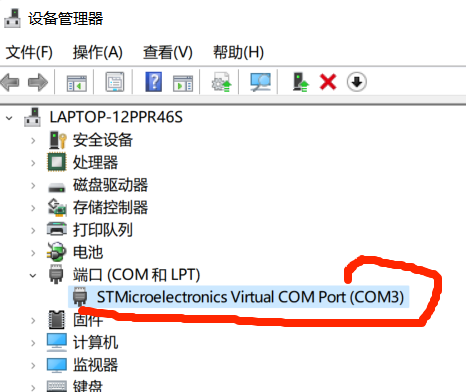 设备管理器
文件(F) 操作(A) 查看(V) 帮助(H)
LAPTOP-12PPR46S
安全设备
处理器
磁盘驱动器
存储控制器
打印队列
电池
端口 (COM 和 LPT)
STMicroelectronics Virtual COM Port (COM3)
固件
计算机
监视器
键盘